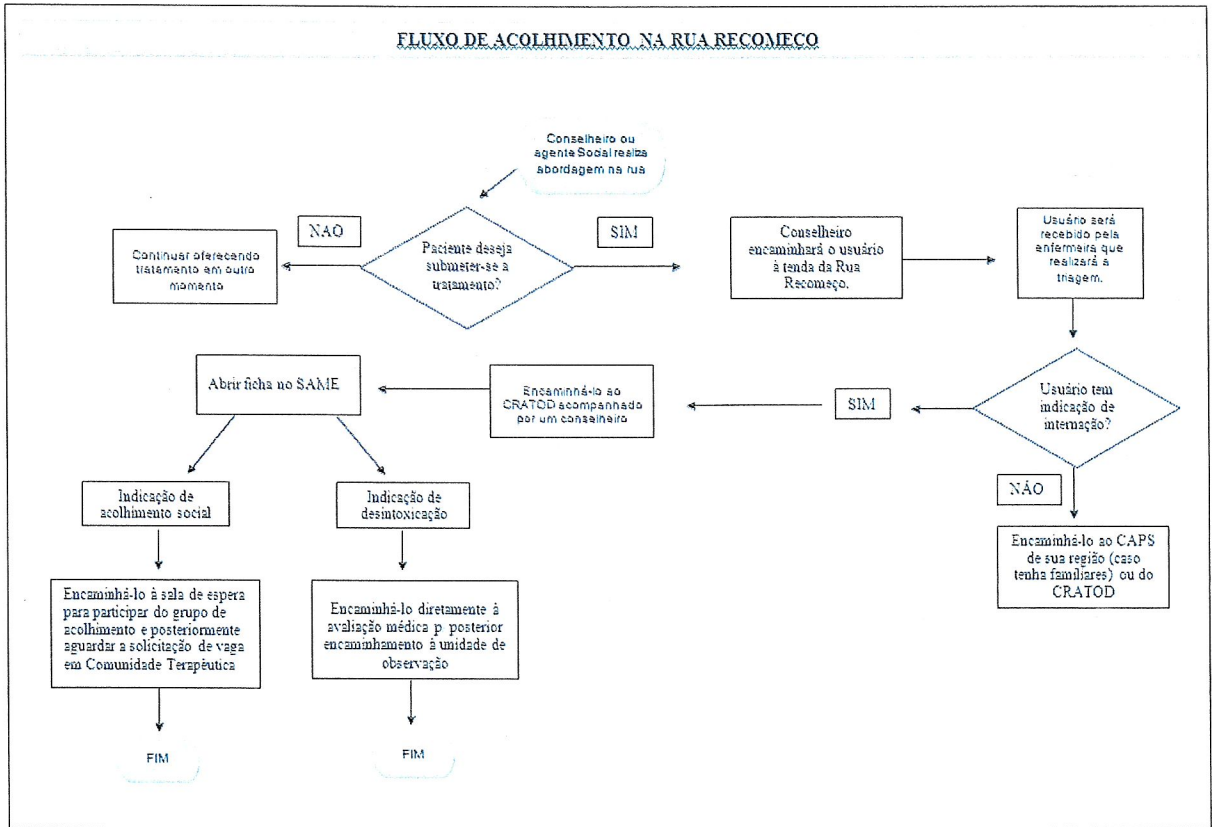 FLUXO DE ACOLHIMENTO NA RUA RECOMEÇO
Conselheiro ou
agente Social realiza
abordagem na rua
NAO
SIM
Paciente deseja
submeter-se a
tratamento?
Continuar oferecendo
tratamento em outro
momento
Conselheiro
encaminhará o usuário
à tenda da Rua
Recomeço.
Usuário será
recebido pela
enfermeira que
realizará a
triagem.
Abrir ficha no SAME
Encaminhá-lo ao
CRATOD acompanhado
por um conselheiro
SIM
Usuário tem
indicação de
internação?
NÃO
Indicação de
acolhimento social
Indicação de
desintoxicação
Encaminhá-lo ao CAPS
de sua região (caso
tenha familiares) ou do
CRATOD
Encaminhá-lo à sala de espera
para participar do grupo de
acolhimento e posteriormente
aguardar a solicitação de vaga
em Comunidade Terapêutica
Encaminhá-lo diretamente à
avaliação médica p posterior
encaminhamento à unidade de
observação
FIM
FIM